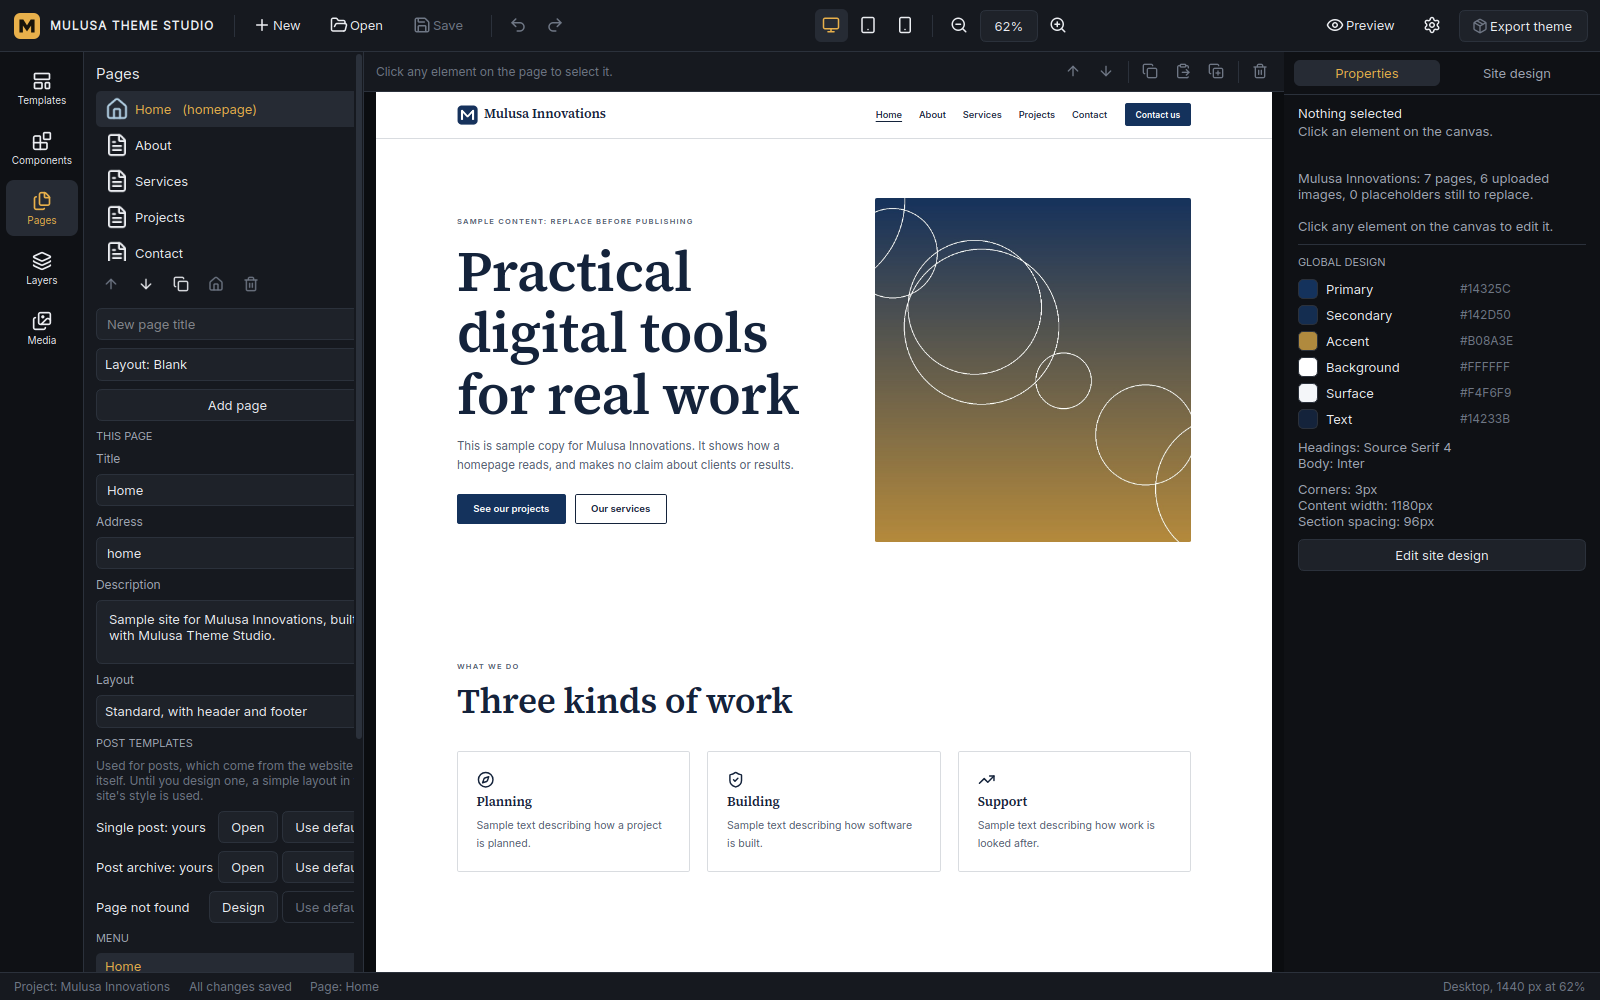 MULUSA THEME STUDIO
New
Open
Save
62%
Preview
Export theme
Templates
Components
Pages
Layers
Media
Pages
Home (homepage)
About
Services
Projects
Contact
New page title
Layout: Blank
Add page
THIS PAGE
Title
Home
Address
home
Description
Sample site for Mulusa Innovations, built
with Mulusa Theme Studio.
Layout
Standard, with header and footer
POST TEMPLATES
Used for posts, which come from the website
itself. Until you design one, a simple layout in
site's style is used.
Single post: yours
Open
Use defau
Post archive: yours
Open
Use defau
Page not found
Design
Use defau
MENU
Home
Click any element on the page to select it.
Mulusa Innovations
Home
About
Services
Projects
Contact
Contact us
SAMPLE CONTENT: REPLACE BEFORE PUBLISHING
Practical
digital tools
for real work
This is sample copy for Mulusa Innovations. It shows how a
homepage reads, and makes no claim about clients or results.
See our projects
Our services
WHAT WE DO
Three kinds of work
Planning
Sample text describing how a project
is planned.
Building
Sample text describing how software
is built.
Support
Sample text describing how work is
looked after.
Properties
Site design
Nothing selected
Click an element on the canvas.
Mulusa Innovations: 7 pages, 6 uploaded
images, 0 placeholders still to replace.
Click any element on the canvas to edit it.
GLOBAL DESIGN
Primary #14325C
Secondary #142D50
Accent #B08A3E
Background #FFFFFF
Surface #F4F6F9
Text #14233B
Headings: Source Serif 4
Body: Inter
Corners: 3px
Content width: 1180px
Section spacing: 96px
Edit site design
Project: Mulusa Innovations
All changes saved
Page: Home
Desktop, 1440 px at 62%